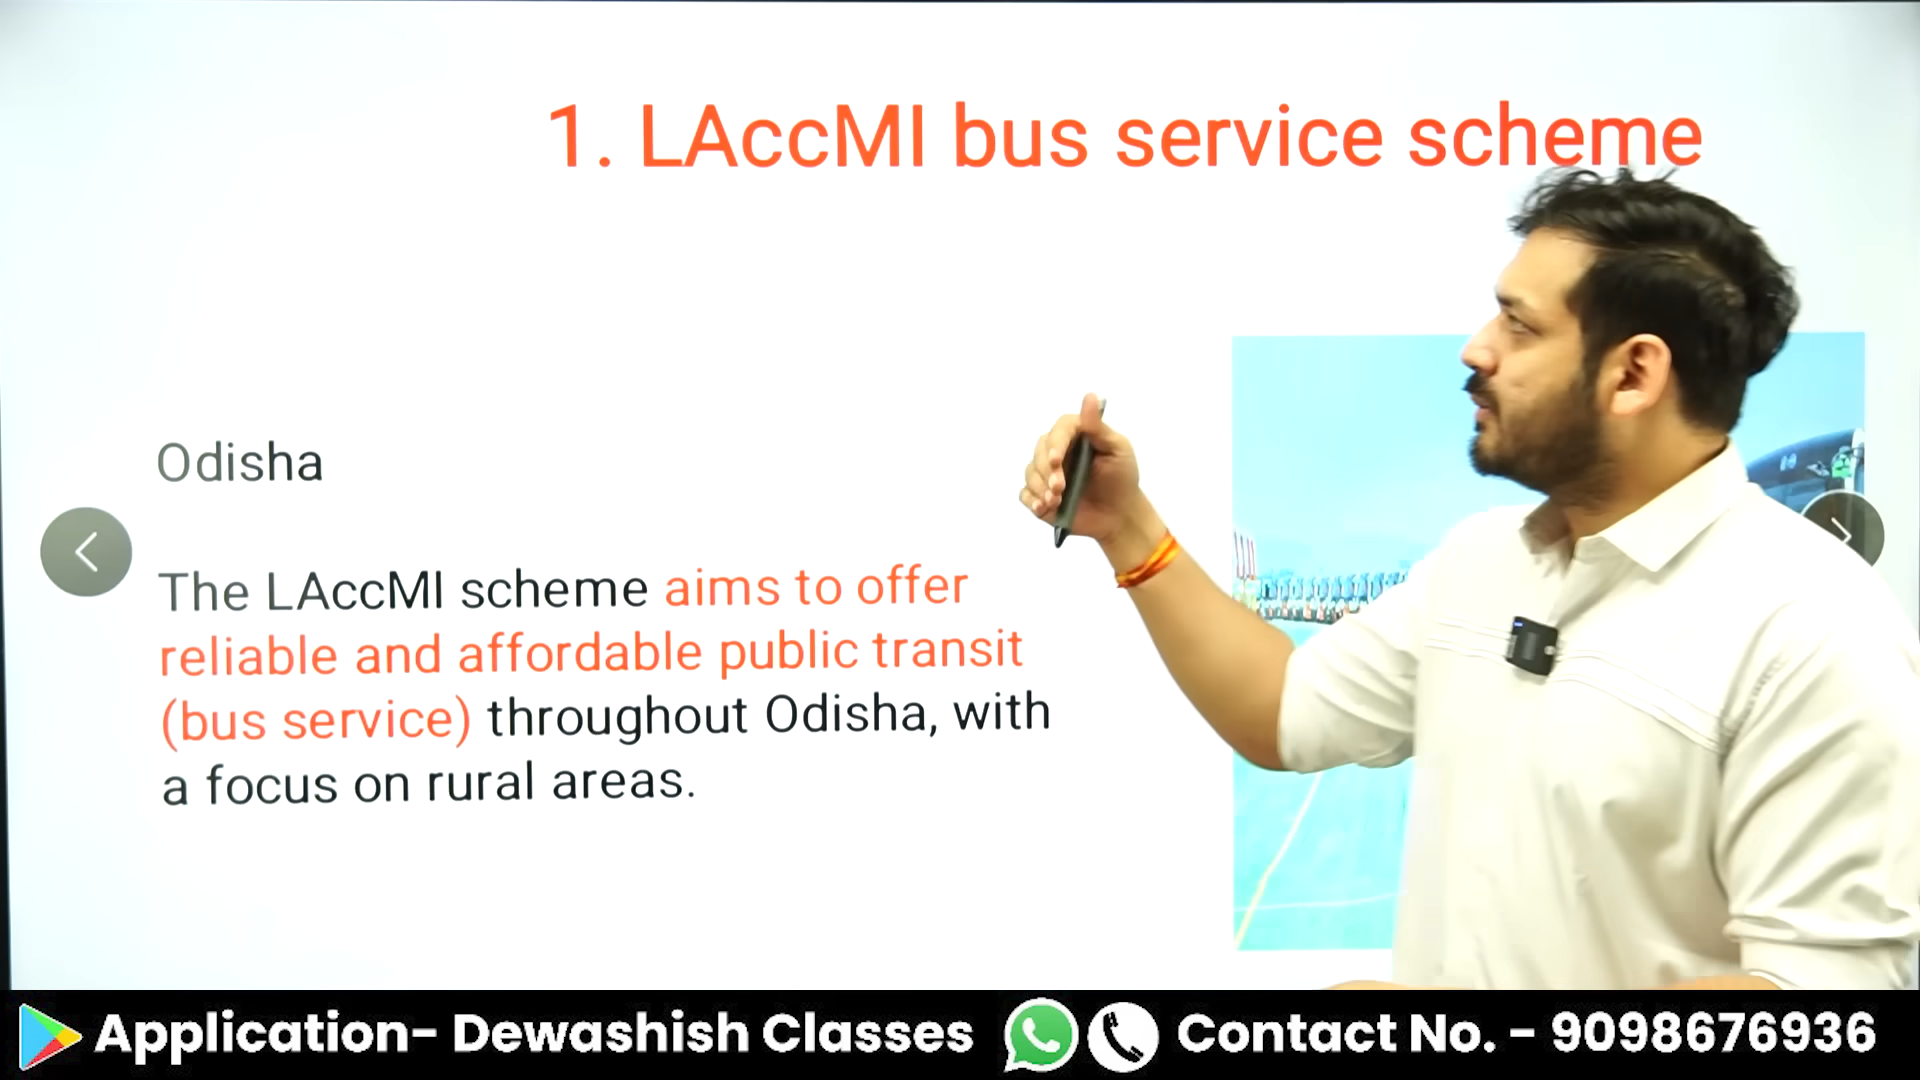 1. LAccMI bus service scheme
Odisha
The LAccMI scheme aims to offer
reliable and affordable public transit
(bus service) throughout Odisha, with
a focus on rural areas.
Application- Dewashish Classes
Contact No. - 9098676936